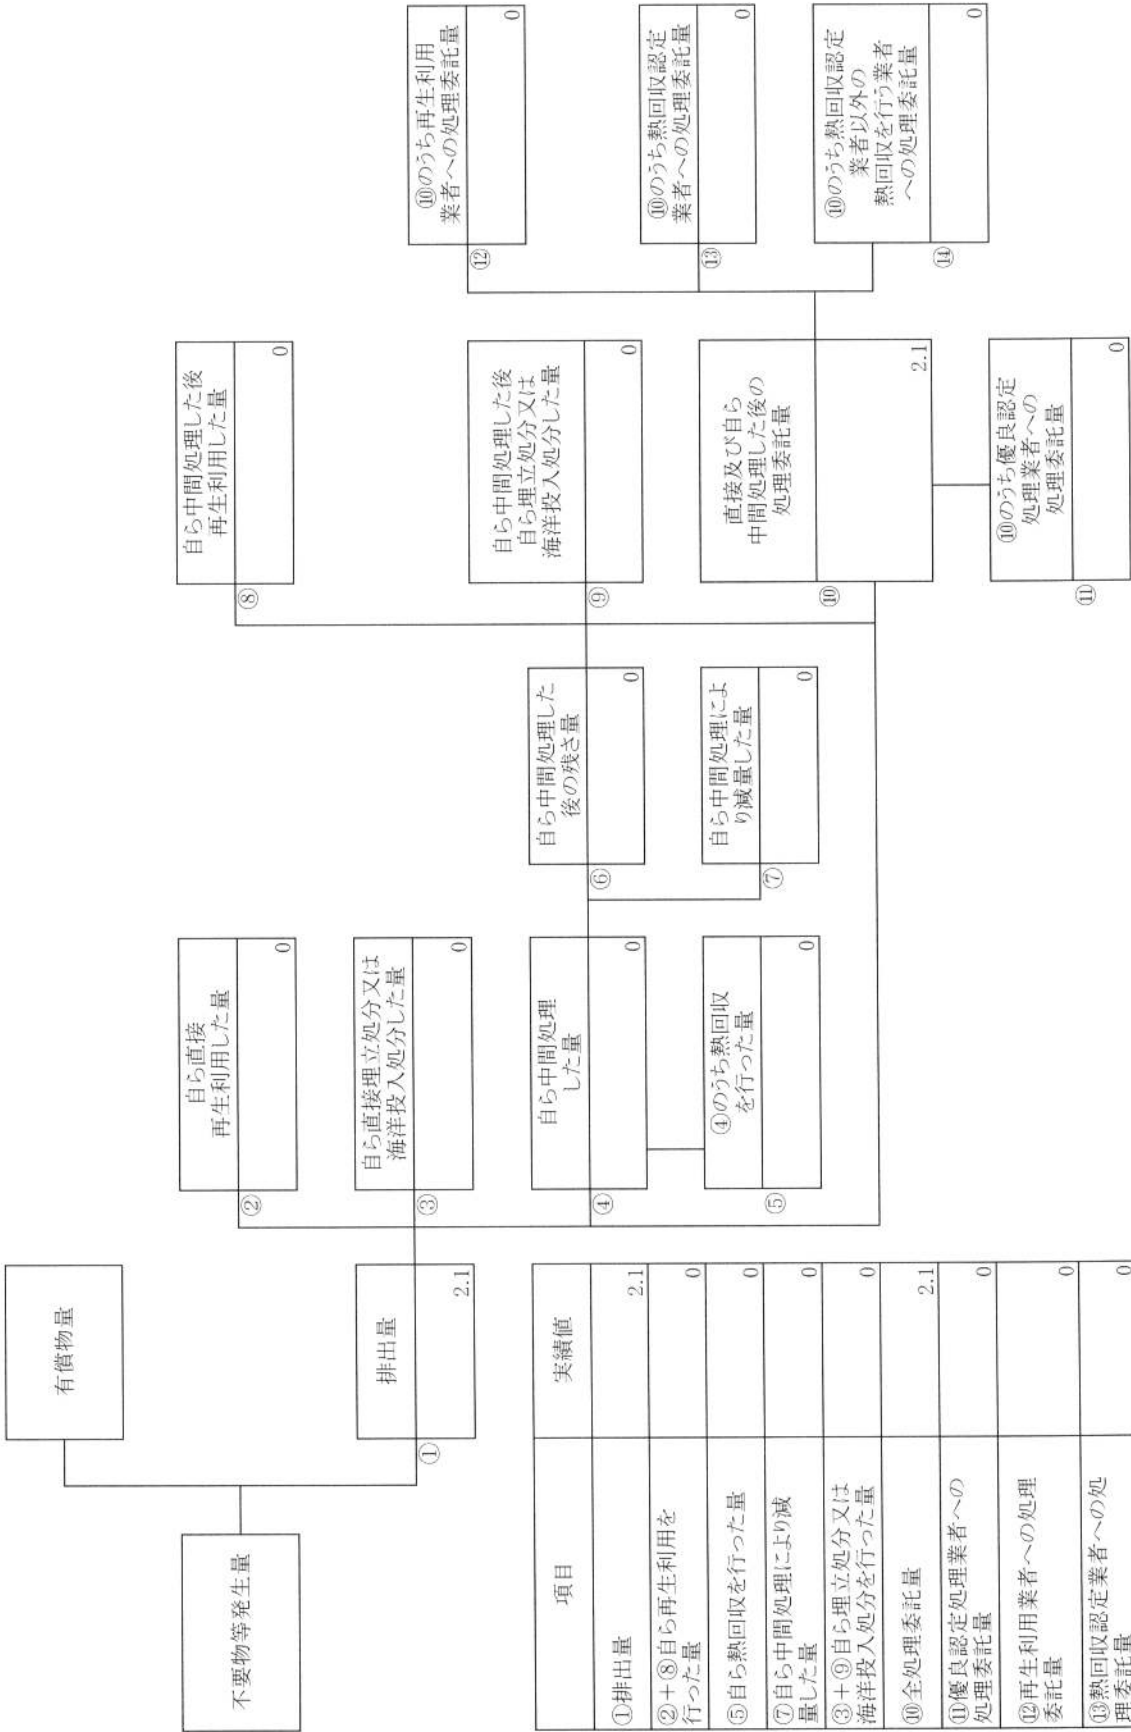 不要物等発生量
有償物量
①
排出量
2.1
②
自ら直接
再生利用した量
0
③
自ら直接埋立処分又は
海洋投入処分した量
0
④
自ら中間処理
した量
0
⑤
④のうち熱回収
を行った量
0
⑥
自ら中間処理した
後の残さ量
0
⑦
自ら中間処理によ
り減量した量
0
⑧
自ら中間処理した後
再生利用した量
0
⑨
自ら中間処理した後
自ら埋立処分又は
海洋投入処分した量
0
⑩
直接及び自ら
中間処理した後の
処理委託量
2.1
⑪
⑩のうち優良認定
処理業者への
処理委託量
0
⑫
⑩のうち再生利用
業者への処理委託量
0
⑬
⑩のうち熱回収認定
業者への処理委託量
0
⑭
⑩のうち熱回収認定
業者以外の
熱回収を行う業者
への処理委託量
0
項目
実績値
①排出量
2.1
②+⑧自ら再生利用を
行った量
0
⑤自ら熱回収を行った量
0
⑦自ら中間処理により減
量した量
0
③+⑨自ら埋立処分又は
海洋投入処分を行った量
0
⑩全処理委託量
2.1
⑪優良認定処理業者への
処理委託量
0
⑫再生利用業者への処理
委託量
0
⑬熱回収認定業者への処
理委託量
0